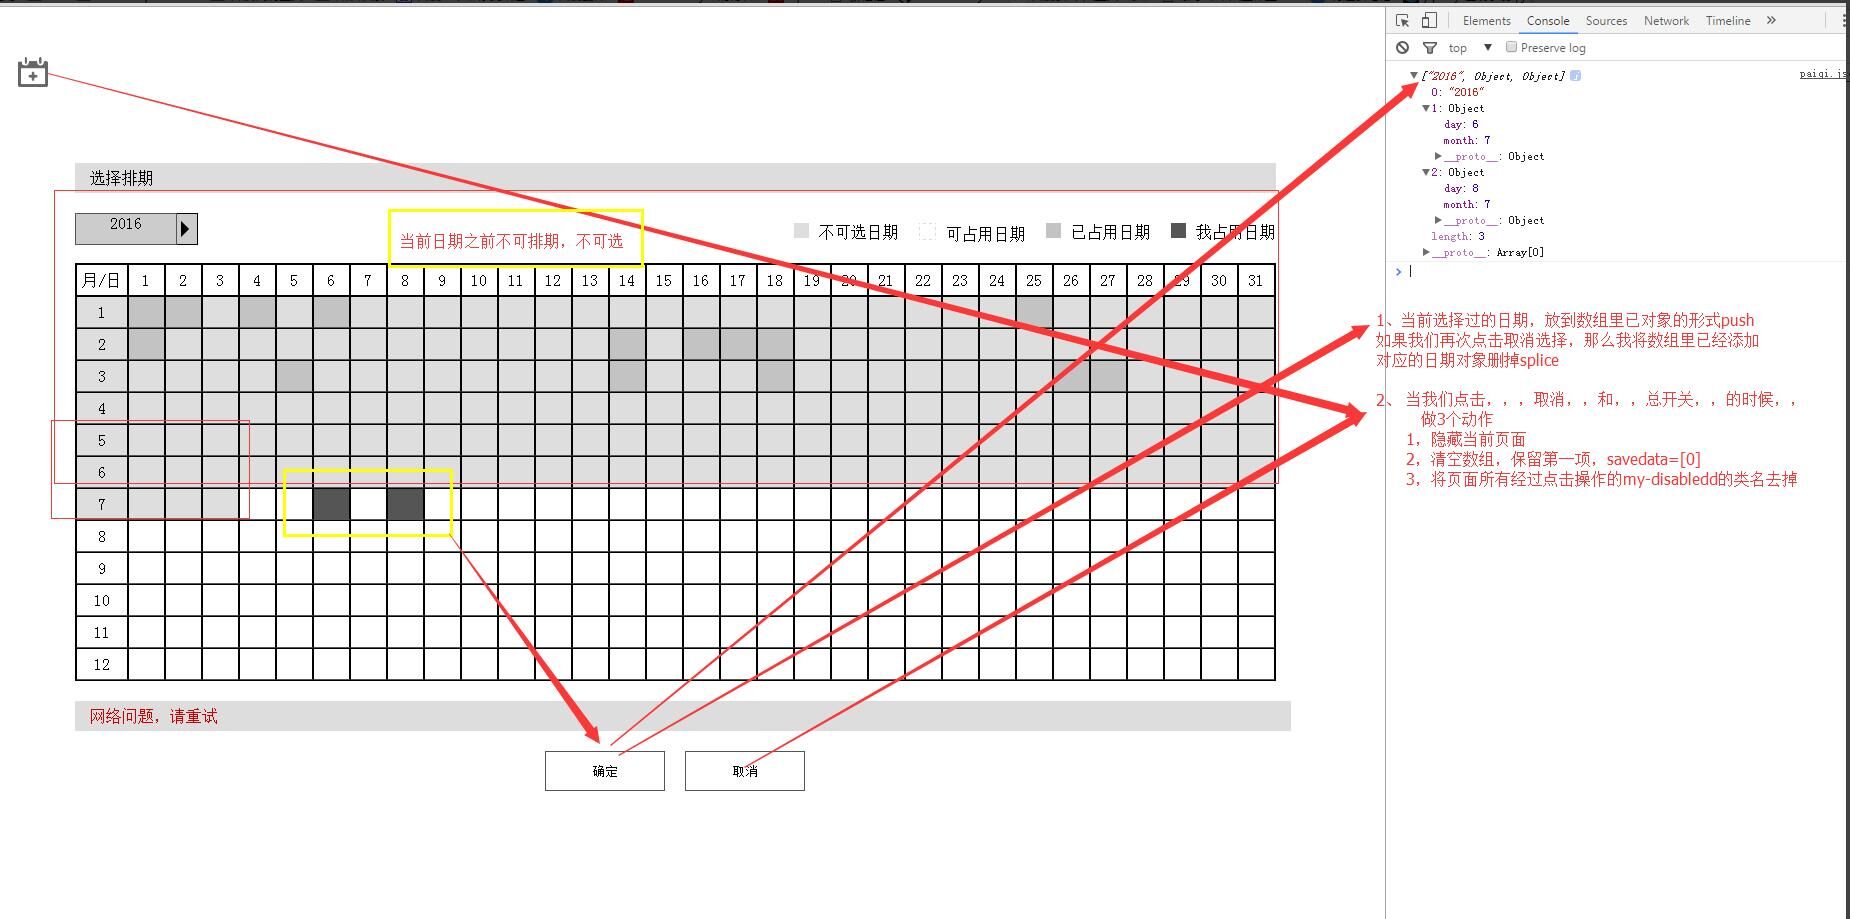 选择排期
2016
当前日期之前不可排期，不可选
不可选日期
可占用日期
已占用日期
我占用日期
月/日 1 2 3 4 5 6 7 8 9 10 11 12 13 14 15 16 17 18 19 20 21 22 23 24 25 26 27 28 29 30 31
1
2
3
4
5
6
7
8
9
10
11
12
网络问题，请重试
确定
取消
Elements Console Sources Network Timeline »
top ▼ Preserve log
▼["2016", Object, Object] i
paiqi.js
0: "2016"
▼1: Object
day: 6
month: 7
▶__proto__: Object
▼2: Object
day: 8
month: 7
▶__proto__: Object
length: 3
▶__proto__: Array[0]
>
1、当前选择过的日期，放到数组里已对象的形式push
如果我们再次点击取消选择，那么我将数组里已经添加
对应的日期对象删掉splice
2、 当我们点击，，，取消，，和，，总开关，，的时候，，
做3个动作
1，隐藏当前页面
2，清空数组，保留第一项，savedata=[0]
3，将页面所有经过点击操作的my-disabledd的类名去掉